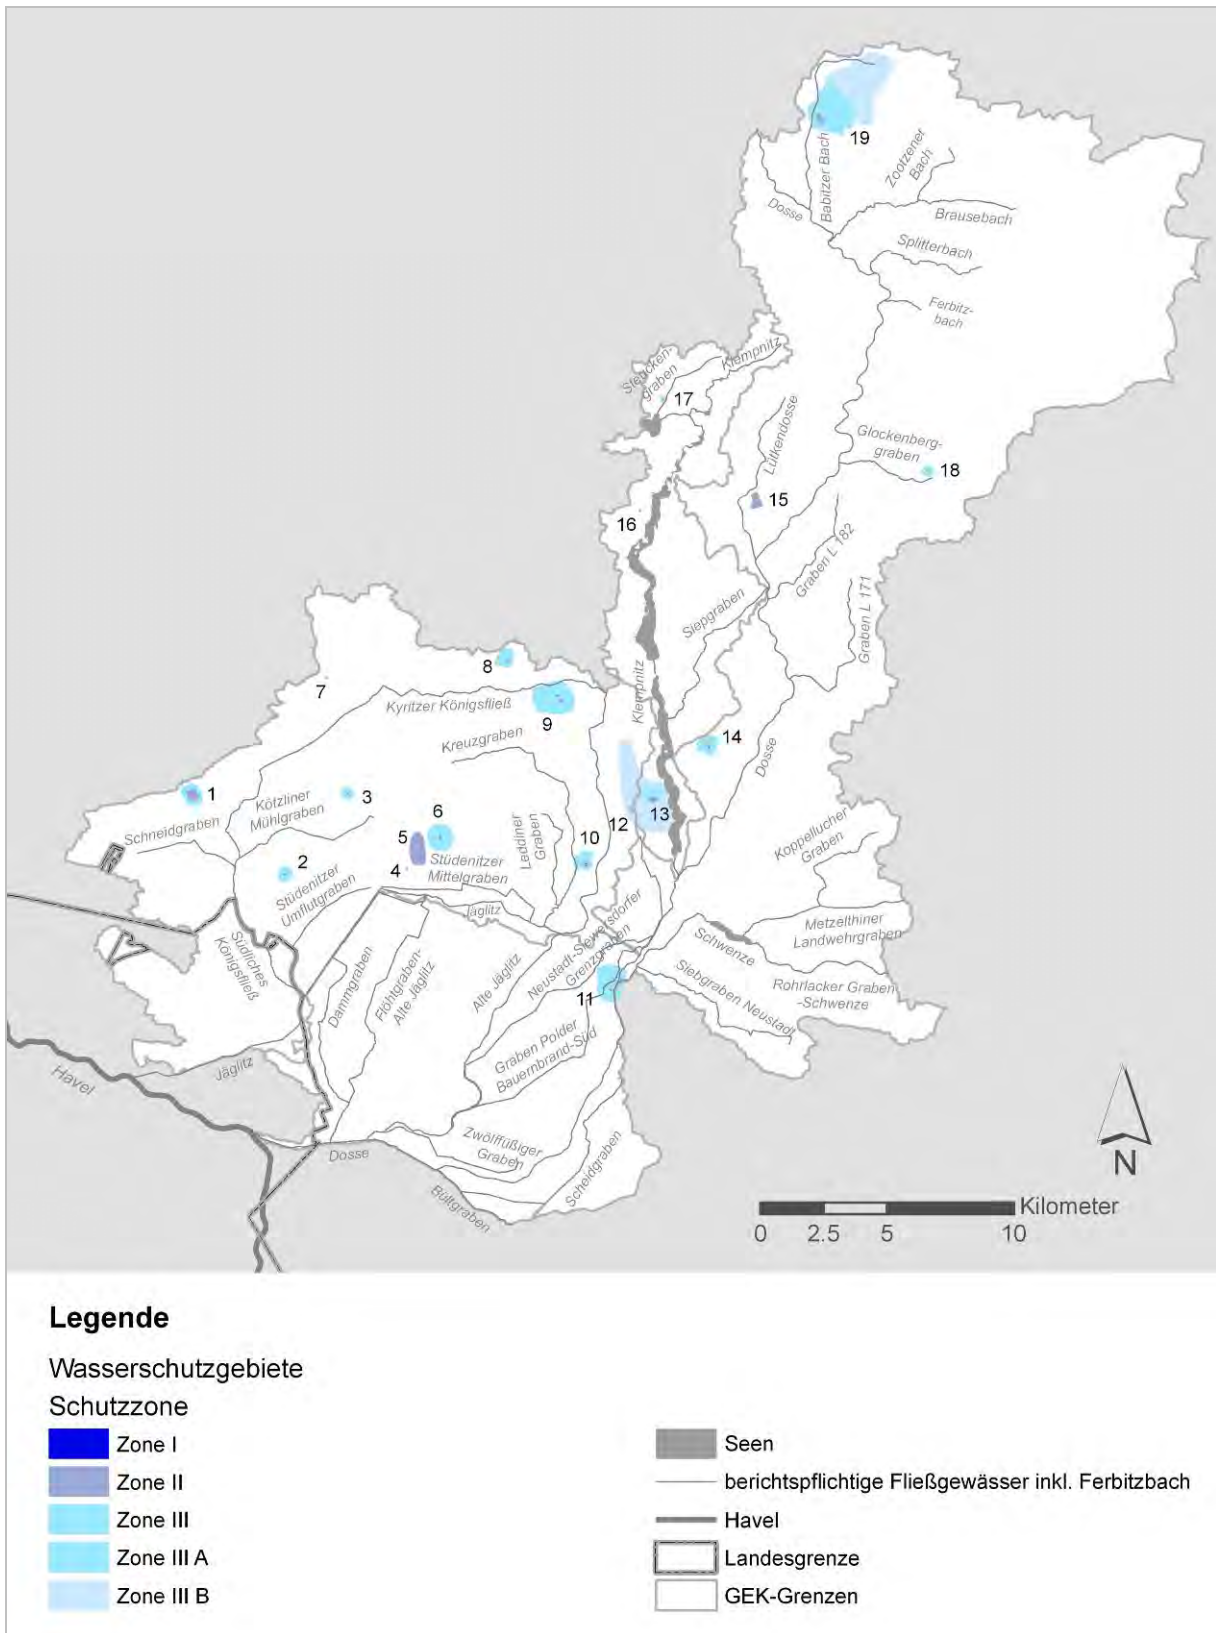 19
Zootzener
Bach
Babitzer Bach
Dosse
Brausebach
Splitterbach
Ferbitz-
bach
Klempnitz
graben
17
Lütkendosse
Glockenberg-
graben
18
15
16
Graben L 182
Graben L 171
Siepgraben
8
7
Klempnitz
Kyritzer Königsfließ
9
Kreuzgraben
14
Dosse
1
3
Kötzliner
Mühlgraben
13
Schneidgraben
6
12
5
Leddiner
Graben
10
Koppellucher
Graben
2
4
Stüdenitzer
Mittelgraben
Stüdenitzer
Umflutgraben
Jäglitz
Metzelthiner
Landwehrgraben
Schwenze
Südliches
Königsfließ
Dammgraben
Flöhtgraben-
Alte Jäglitz
Alte Jäglitz
Neustadt-Siewersdorfer
Grenzgraben
Siebgraben Neustadt
Rohrlacker Graben
-Schwenze
11
Graben Polder
Bauernbrand-Süd
Jäglitz
Havel
Dosse
Zwölffüßiger
Graben
Scheidgraben
Bültgraben
N
Kilometer
0 2.5 5 10
Legende
Wasserschutzgebiete
Schutzzone
Zone I
Zone II
Zone III
Zone III A
Zone III B
Seen
berichtspflichtige Fließgewässer inkl. Ferbitzbach
Havel
Landesgrenze
GEK-Grenzen